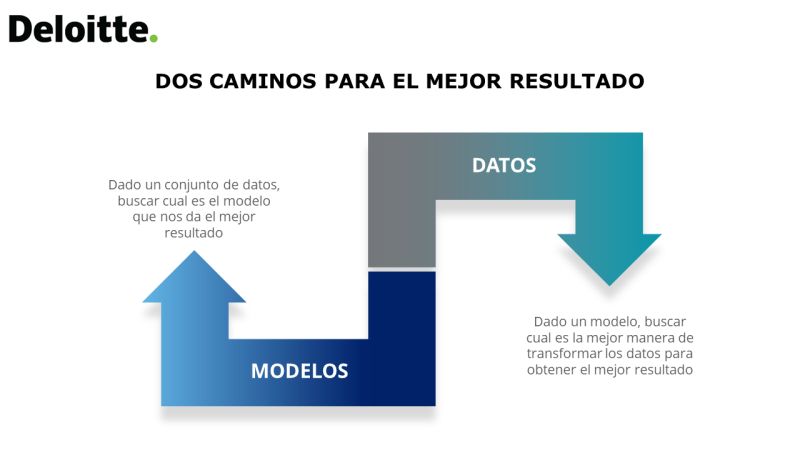 Deloitte.
DOS CAMINOS PARA EL MEJOR RESULTADO
Dado un conjunto de datos,
buscar cual es el modelo
que nos da el mejor
resultado
DATOS
MODELOS
Dado un modelo, buscar
cual es la mejor manera de
transformar los datos para
obtener el mejor resultado